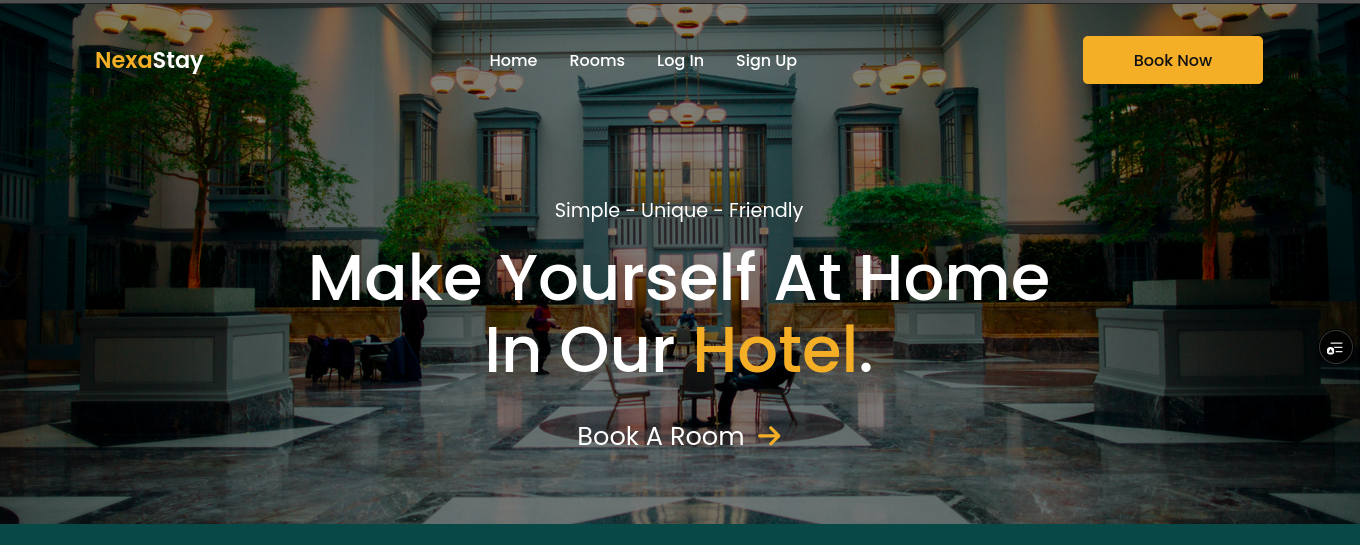 NexaStay
Home
Rooms
Log In
Sign Up
Book Now
Simple - Unique - Friendly
Make Yourself At Home
In Our Hotel.
Book A Room